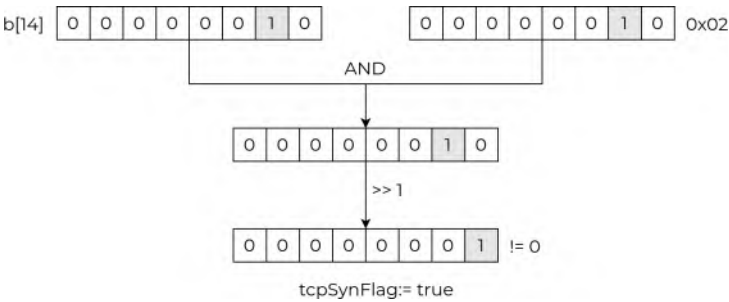 b[14] 0 0 0 0 0 0 1 0 0 0 0 0 0 0 1 0 0x02
AND
0 0 0 0 0 0 1 0
>> 1
0 0 0 0 0 0 0 1 != 0
tcpSynFlag:= true